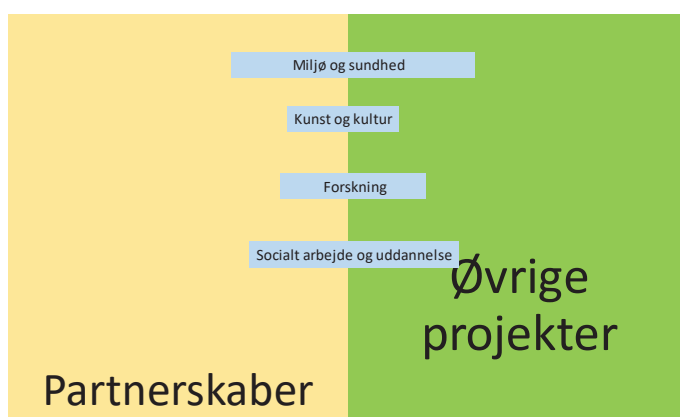 Miljø og sundhed
Kunst og kultur
Forskning
Socialt arbejde og uddannelse
Øvrige
projekter
Partnerskaber